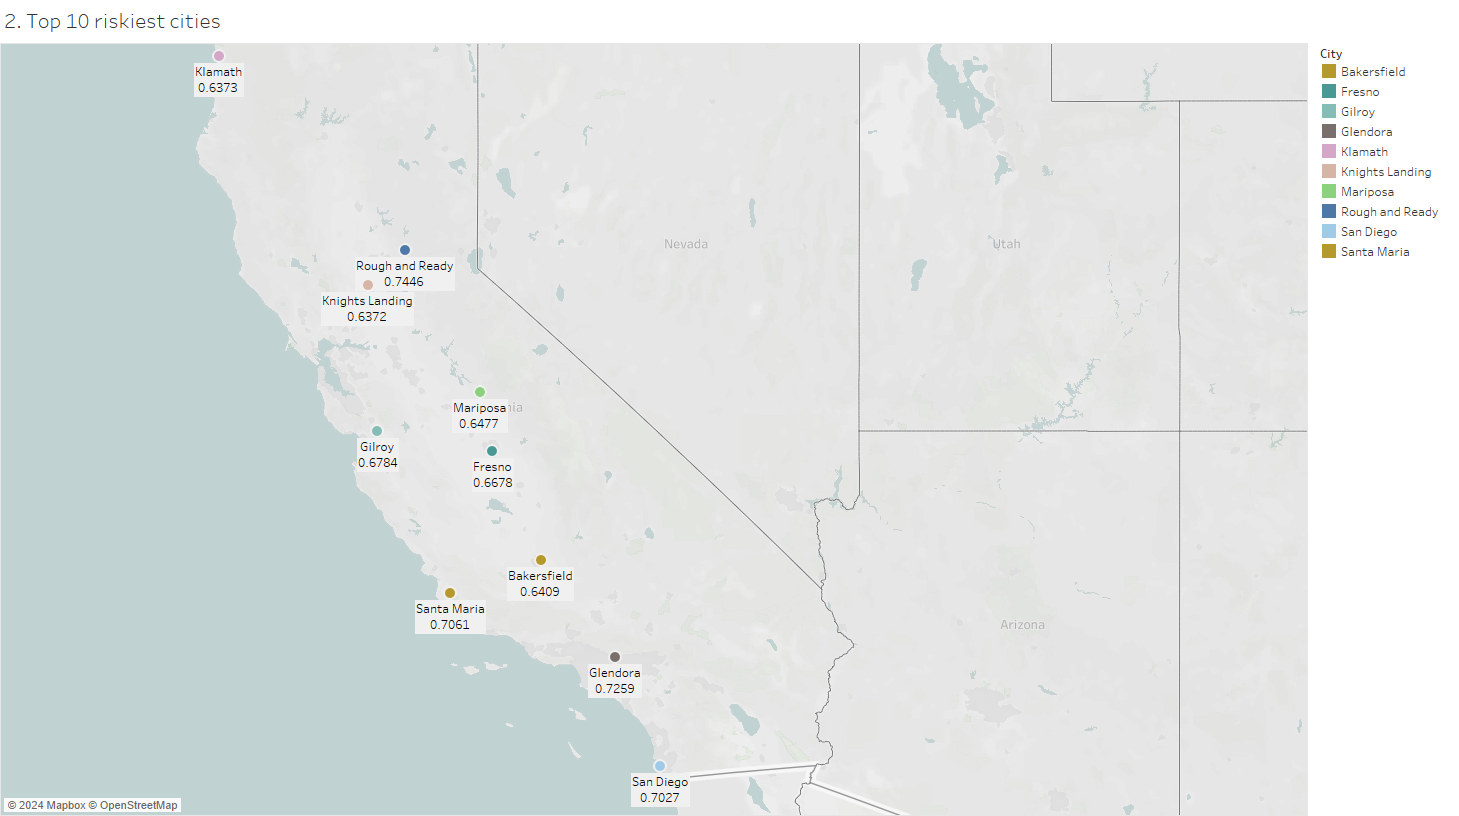 2. Top 10 riskiest cities
Klamath
0.6373
Nevada
Utah
Rough and Ready
0.7446
Knights Landing
0.6372
Mariposa
0.6477
Gilroy
0.6784
Fresno
0.6678
Bakersfield
0.6409
Santa Maria
0.7061
Arizona
Glendora
0.7259
San Diego
0.7027
© 2024 Mapbox © OpenStreetMap
City
Bakersfield
Fresno
Gilroy
Glendora
Klamath
Knights Landing
Mariposa
Rough and Ready
San Diego
Santa Maria